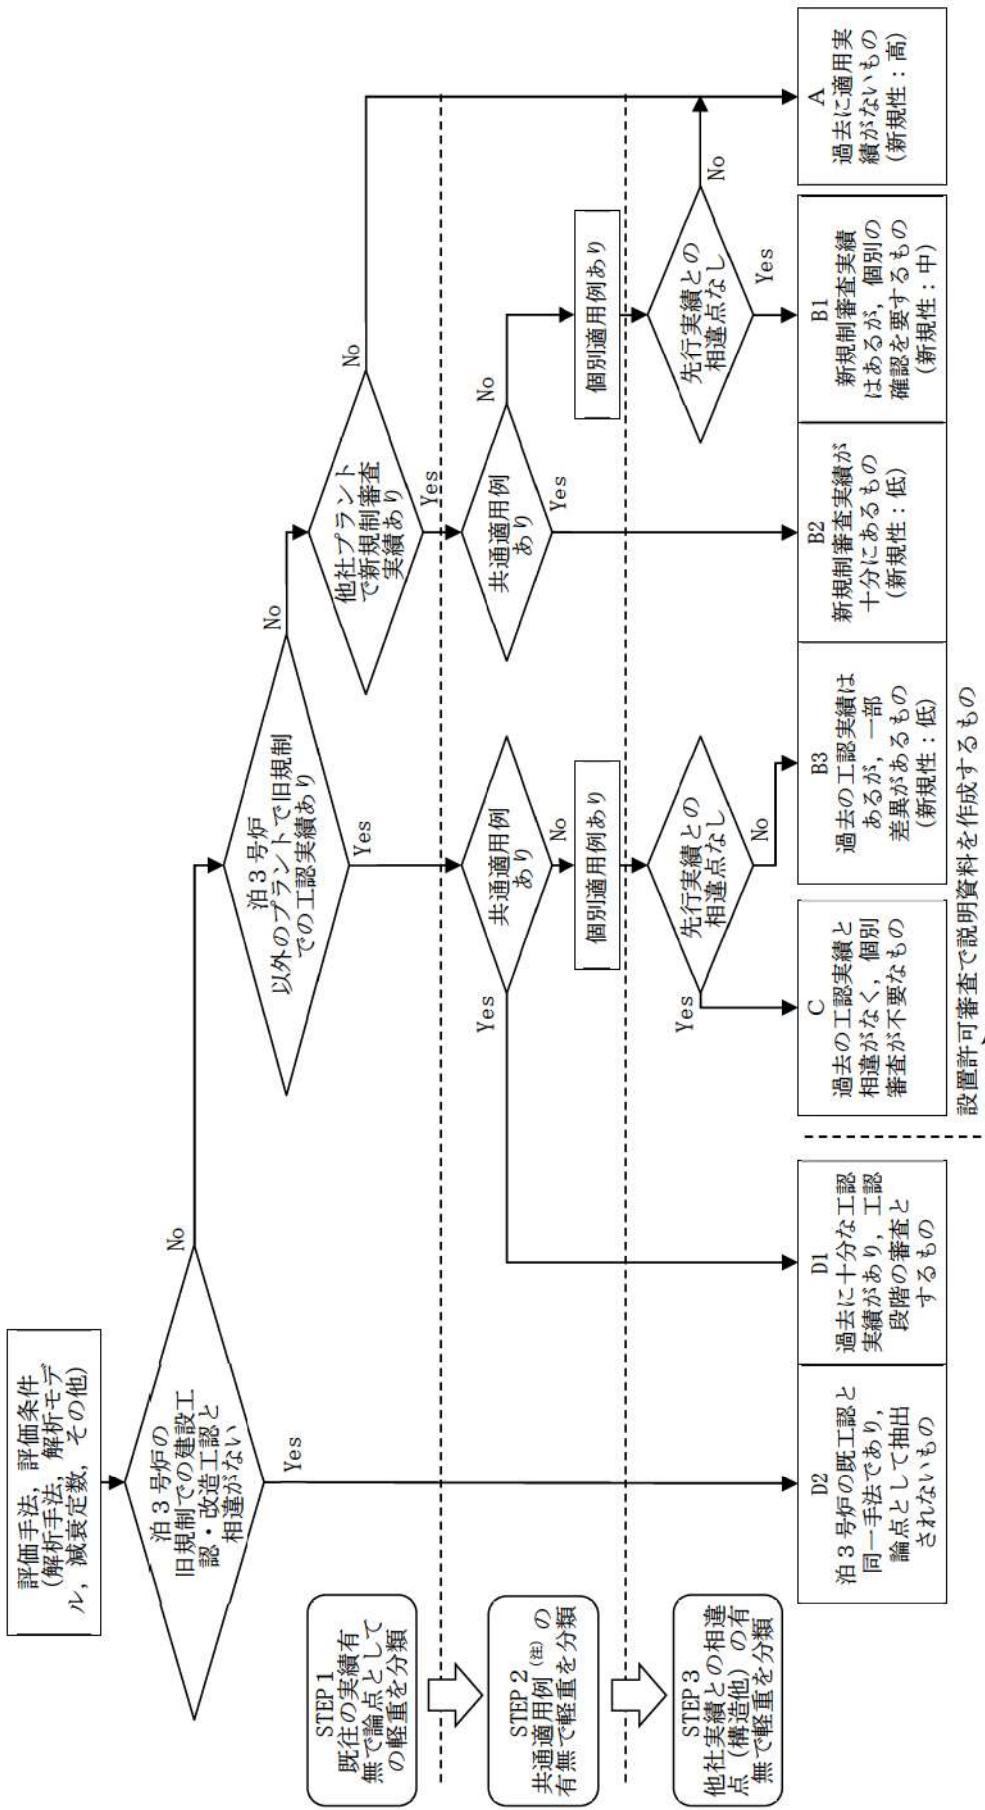 評価手法，評価条件
(解析手法，解析モデ
ル，減衰定数，その他)
泊３号炉の
旧規制での建設工
認・改造工認と
相違がない
No
Yes
泊３号炉
以外のプラントで旧規制
での工認実績あり
No
Yes
他社プラント
で新規制審査
実績あり
No
Yes
STEP 1
既往の実績有
無で論点として
の軽重を分類
共通適用例
あり
Yes
No
個別適用例あり
共通適用例
あり
No
Yes
個別適用例あり
STEP 2
共通適用例(注)の
有無で軽重を分類
先行実績との
相違点なし
Yes
No
先行実績との
相違点なし
No
Yes
STEP 3
他社実績との相違
点（構造他）の有
無で軽重を分類
D2
泊３号炉の既工認と
同一手法であり，
論点として抽出
されないもの
D1
過去に十分な工認
実績があり，工認
段階の審査と
するもの
C
過去の工認実績と
相違がなく，個別
審査が不要なもの
B3
過去の工認実績は
あるが，一部
差異があるもの
(新規性：低)
B2
新規制審査実績が
十分にあるもの
(新規性：低)
B1
新規制審査実績
はあるが，個別の
確認を要するもの
(新規性：中)
A
過去に適用実
績がないもの
(新規性：高)
設置許可審査で説明資料を作成するもの